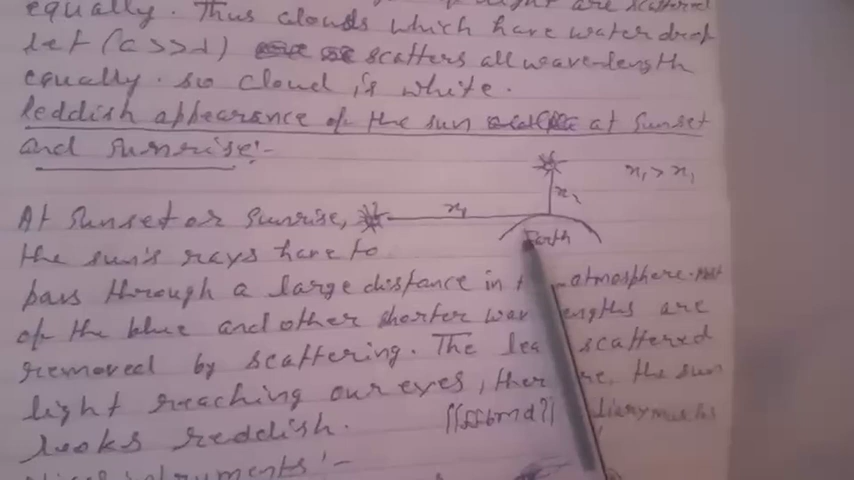 equally. Thus clouds which have water drop
let (a >> λ) scatters all wave-length
equally. so cloud is white.
Reddish appearance of the sun at sunset
and sunrise:-
x₁ > x₁
x₂
At sunset or sunrise, x₁
Earth
the sun's rays have to
pass through a large distance in atmosphere. Most
of the blue and other shorter wavelengths are
removed by scattering. The scattered
light reaching our eyes, the sun
looks reddish.